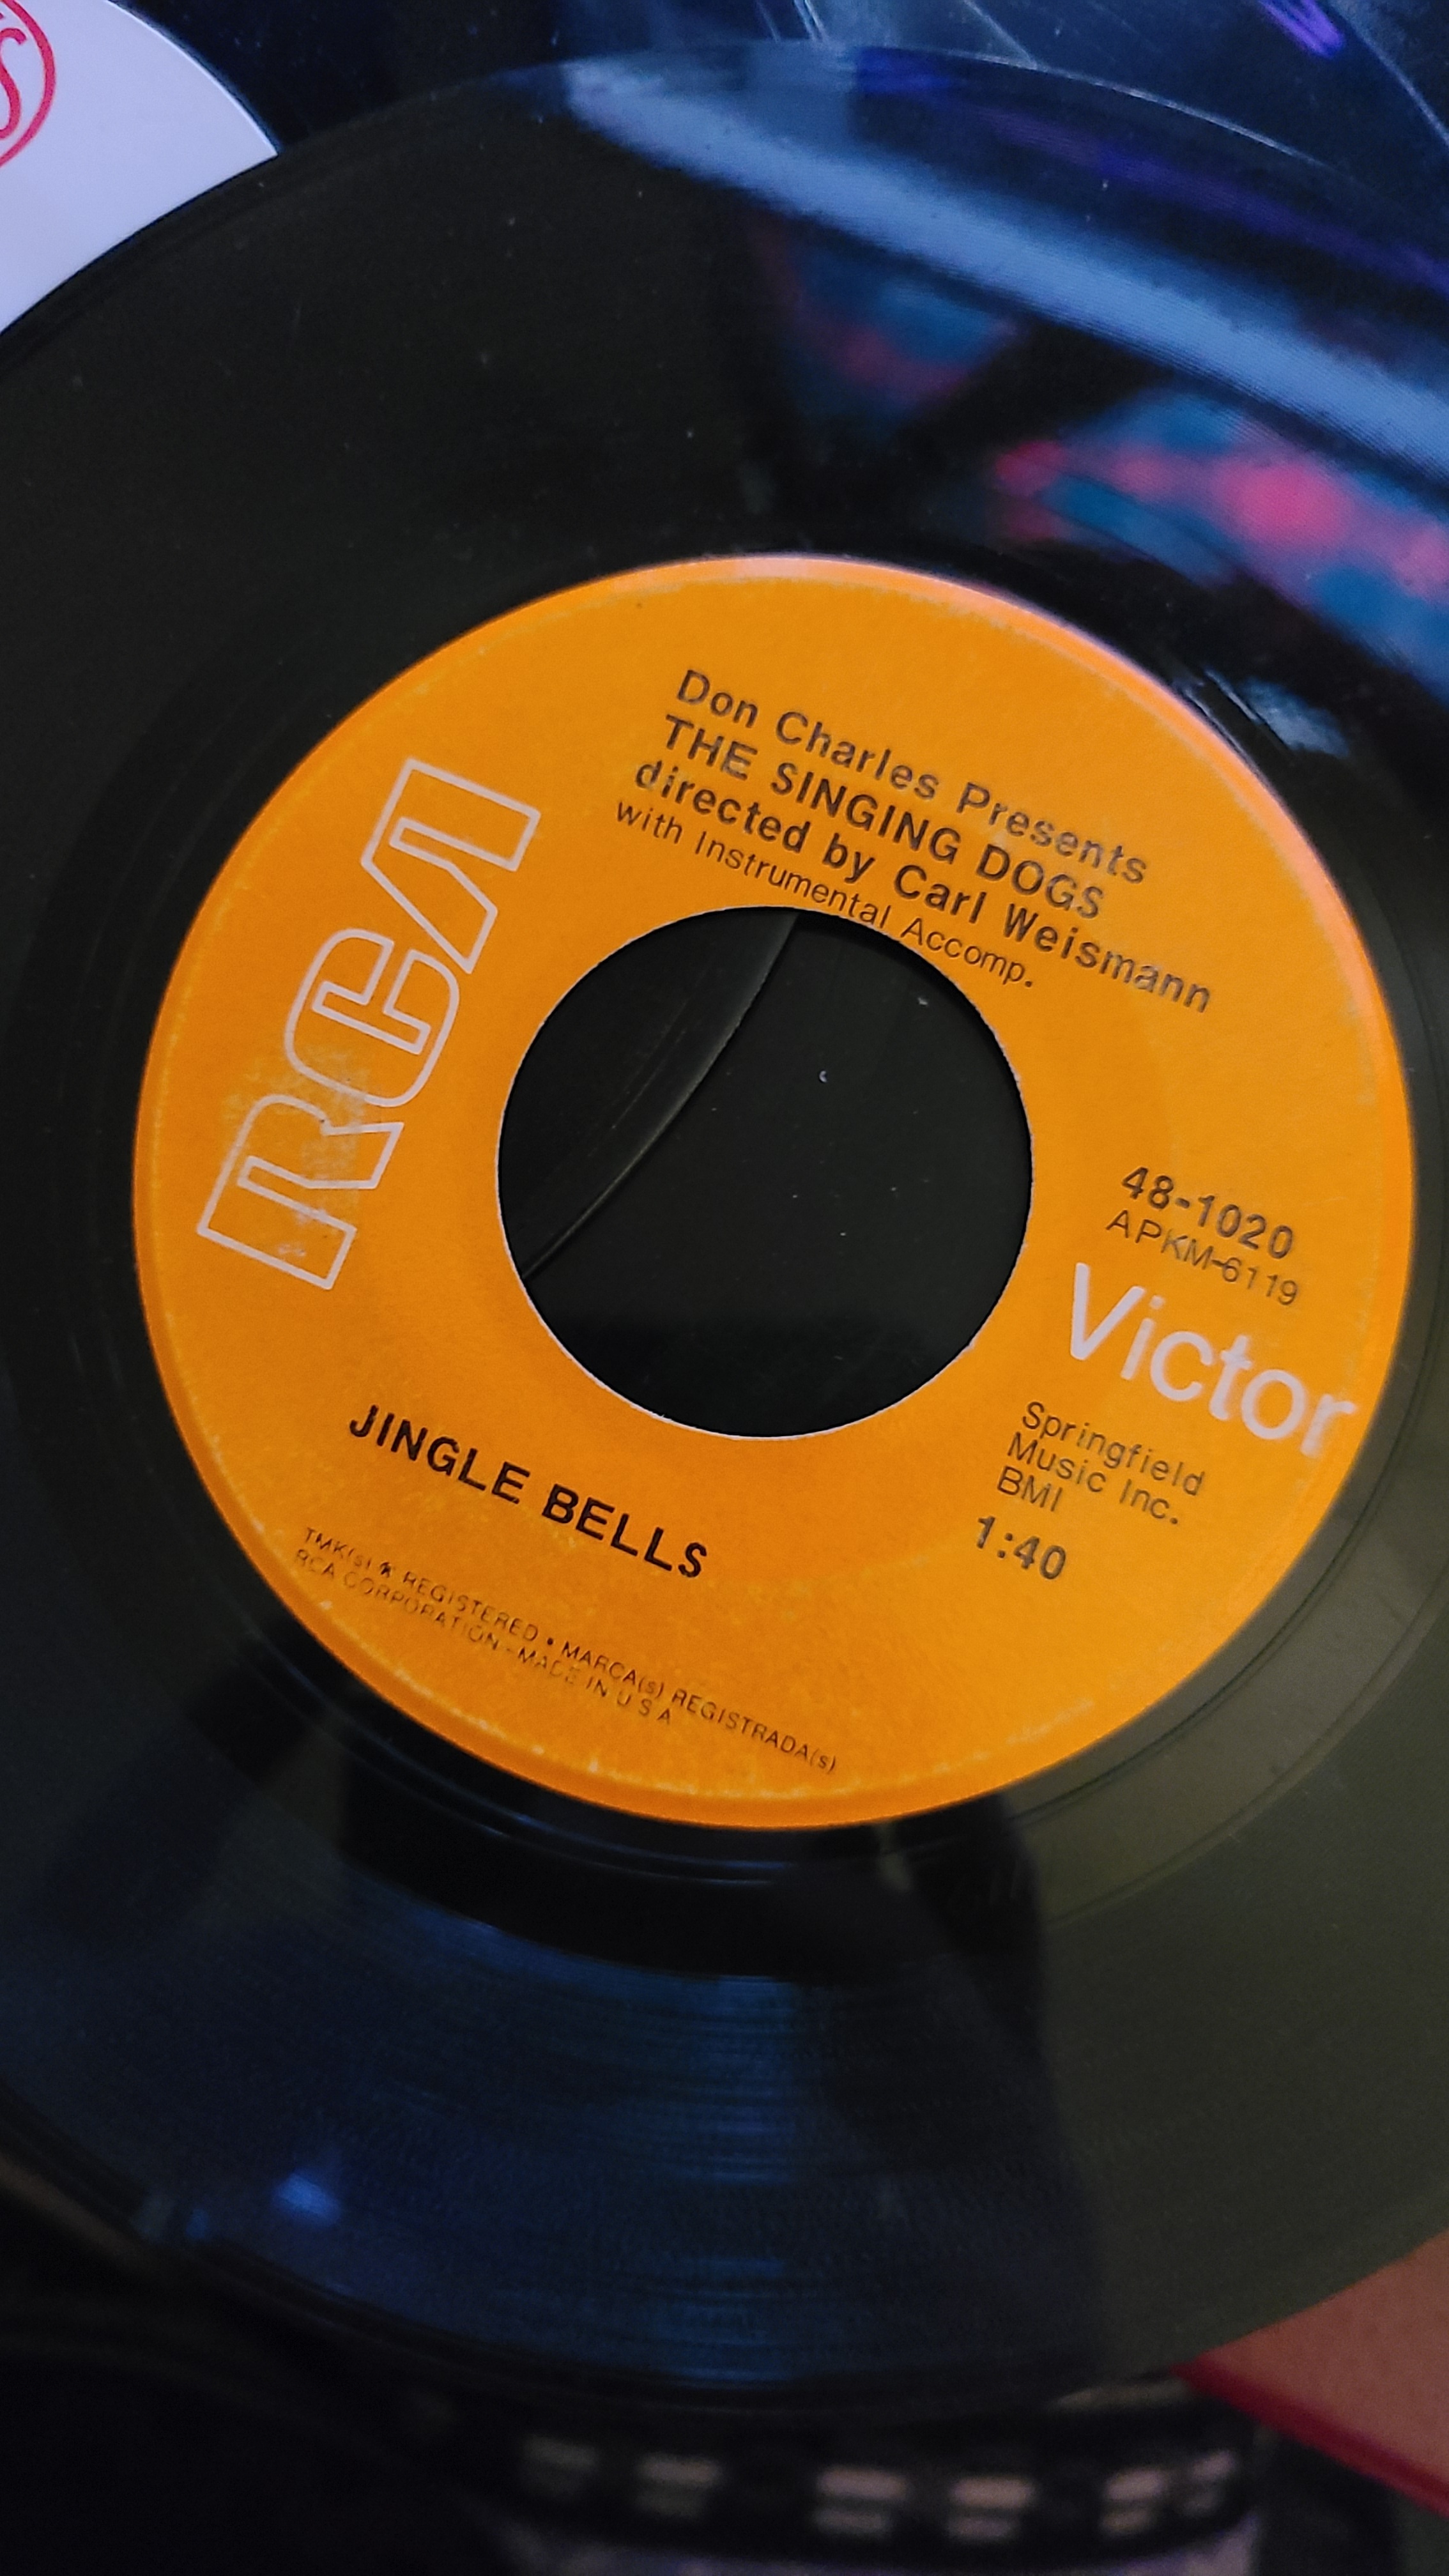 Don Charles Presents
THE SINGING DOGS
directed by Carl Weismann
with Instrumental Accomp.
RCA
48-1020
APKM-6119
Victor
Springfield
Music Inc.
BMI
1:40
JINGLE BELLS
TMK(s) ® REGISTERED • MARCA(s) REGISTRADA(s)
RCA CORPORATION-MADE IN U S A